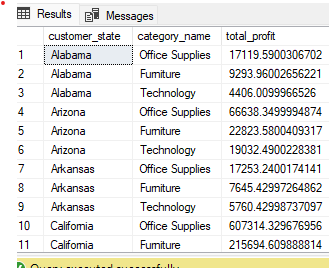 Results Messages
customer_state category_name total_profit
1 Alabama Office Supplies 17119.5900306702
2 Alabama Furniture 9293.96002656221
3 Alabama Technology 4406.0099966526
4 Arizona Office Supplies 66638.3499994874
5 Arizona Furniture 22823.5800409317
6 Arizona Technology 19032.4900228381
7 Arkansas Office Supplies 17253.2400174141
8 Arkansas Furniture 7645.42997264862
9 Arkansas Technology 5760.42998737097
10 California Office Supplies 607314.329676956
11 California Furniture 215694.609888814